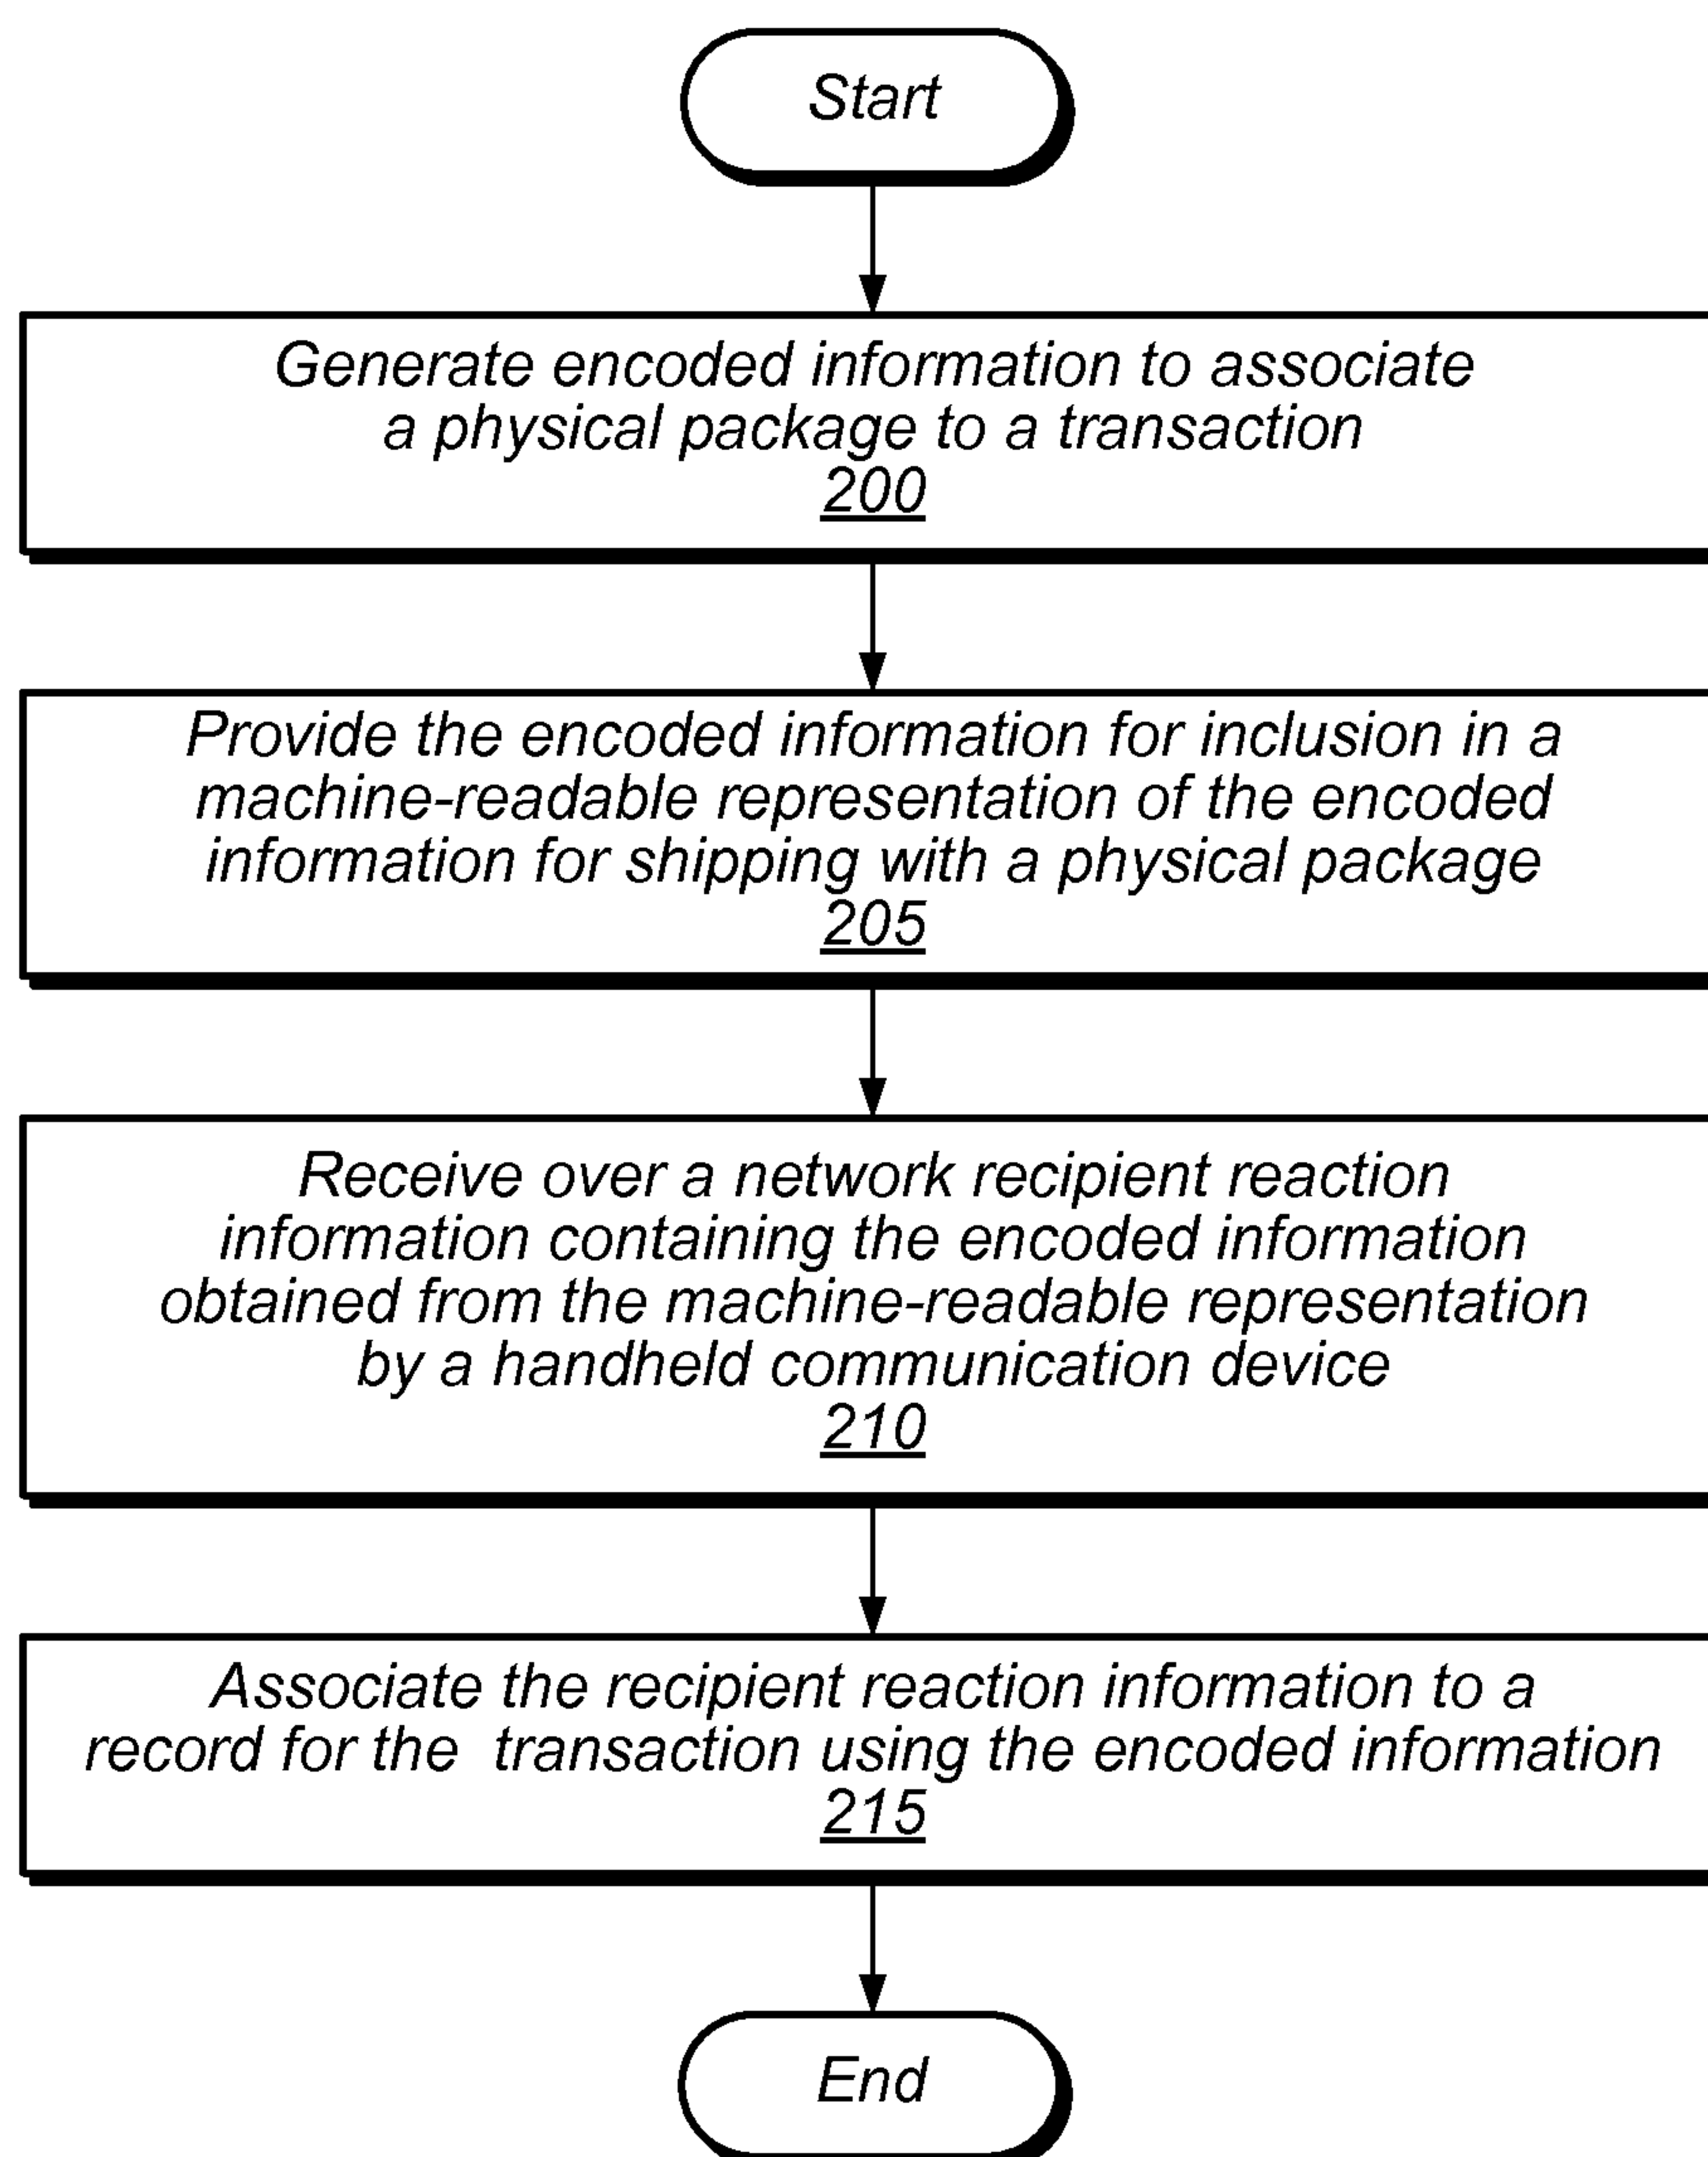 Start
Generate encoded information to associate
a physical package to a transaction
200
Provide the encoded information for inclusion in a
machine-readable representation of the encoded
information for shipping with a physical package
205
Receive over a network recipient reaction
information containing the encoded information
obtained from the machine-readable representation
by a handheld communication device
210
Associate the recipient reaction information to a
record for the  transaction using the encoded information
215
End